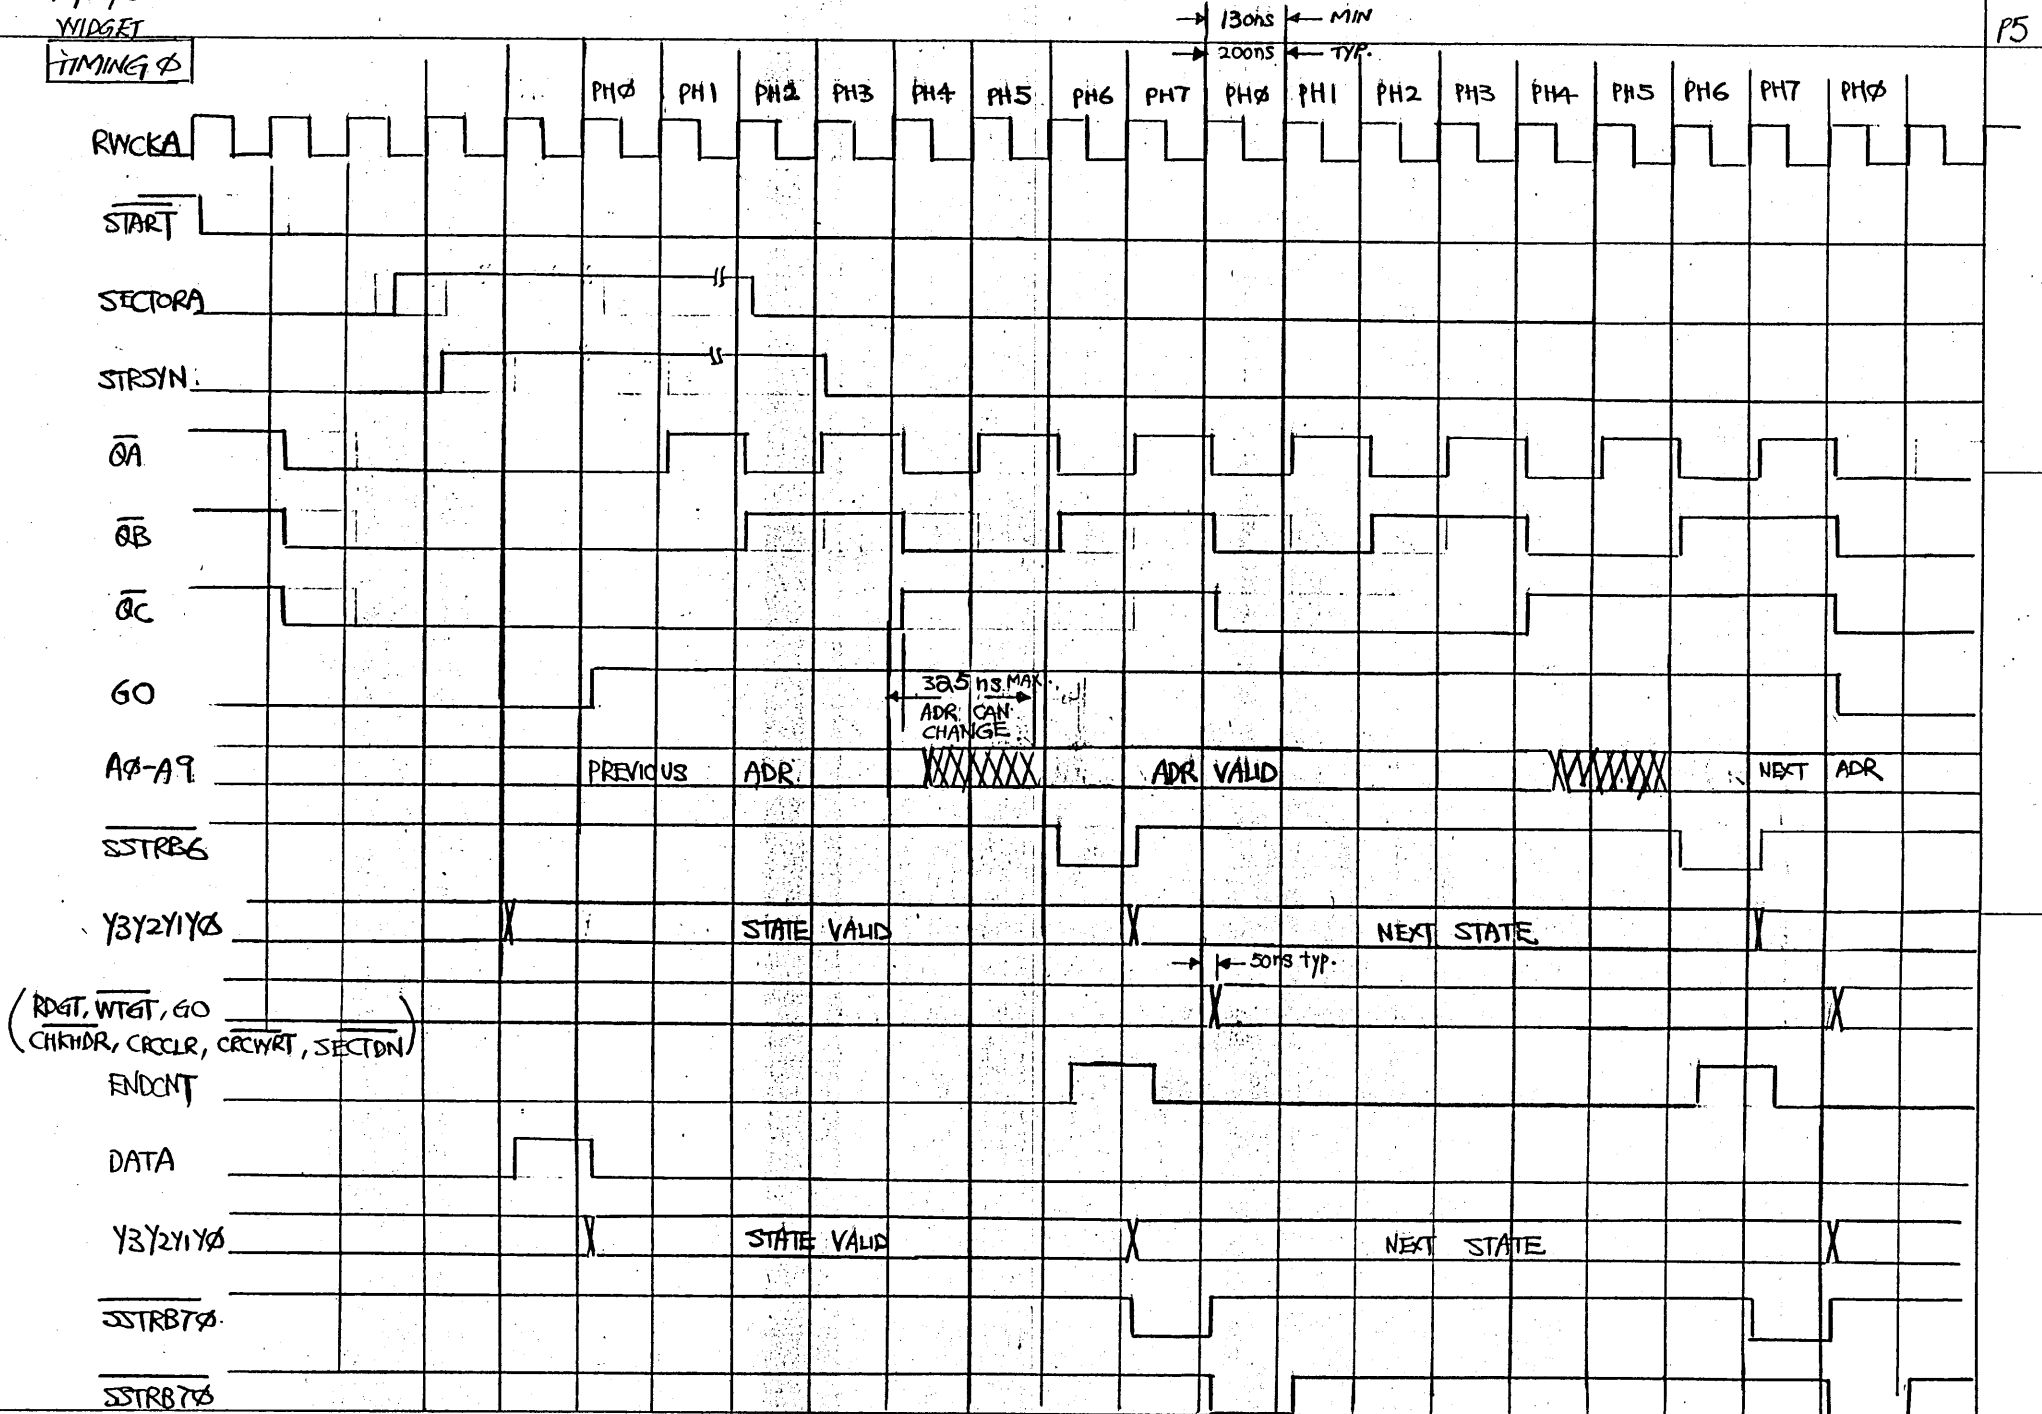 WIDGET
TIMING Ø
130ns MIN
200ns TYP.
P5
PHØ PH1 PH2 PH3 PH4 PH5 PH6 PH7 PHØ PH1 PH2 PH3 PH4 PH5 PH6 PH7 PHØ
RWCKA
START
SECTORA
STRSYN
QA
QB
QC
GO
325 ns MAX.
ADR CAN
CHANGE
AØ-A9
PREVIOUS ADR
ADR VALID
NEXT ADR
SSTRB6
Y3Y2Y1YØ
STATE VALID
NEXT STATE
50ns typ.
(RDGT, WTGT, GO
CHKHDR, CRCCLR, CRCWRT, SECTDN)
ENDCNT
DATA
Y3Y2Y1YØ
STATE VALID
NEXT STATE
SSTRB7Ø
SSTRB7Ø